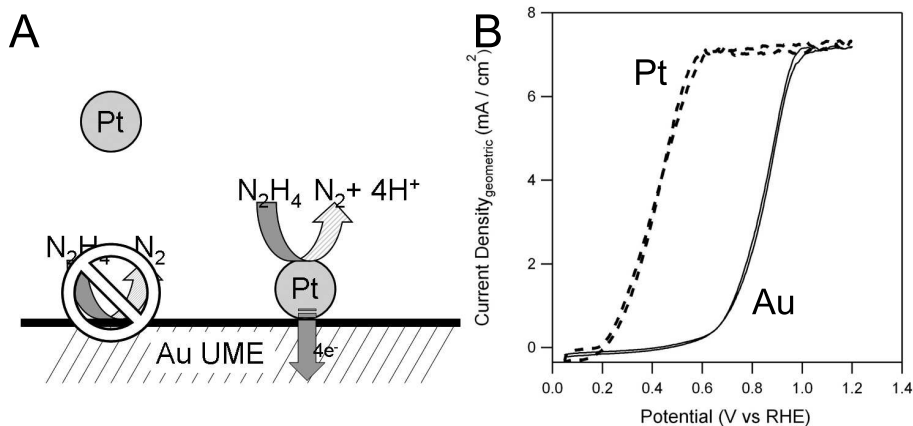 A
Pt
N₂H₄ N₂+ 4H⁺
N₂H₄ N₂
Pt
Au UME
4e⁻
B
Current Density_geometric (mA / cm²)
8
6
4
2
0
Pt
Au
0.0 0.2 0.4 0.6 0.8 1.0 1.2 1.4
Potential (V vs RHE)